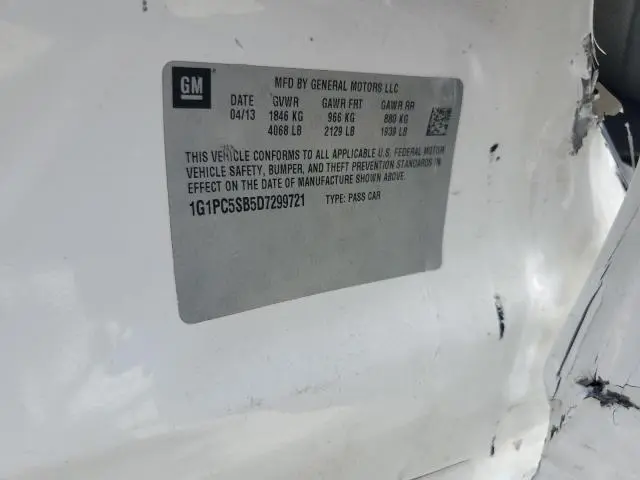 GM
MFD BY GENERAL MOTORS LLC
DATE GVWR GAWR FRT GAWR RR
04/13 1846 KG 966 KG 880 KG
4068 LB 2129 LB 1939 LB
THIS VEHICLE CONFORMS TO ALL APPLICABLE U.S. FEDERAL MOTOR
VEHICLE SAFETY, BUMPER, AND THEFT PREVENTION STANDARDS IN
EFFECT ON THE DATE OF MANUFACTURE SHOWN ABOVE.
1G1PC5SB5D7299721 TYPE: PASS CAR